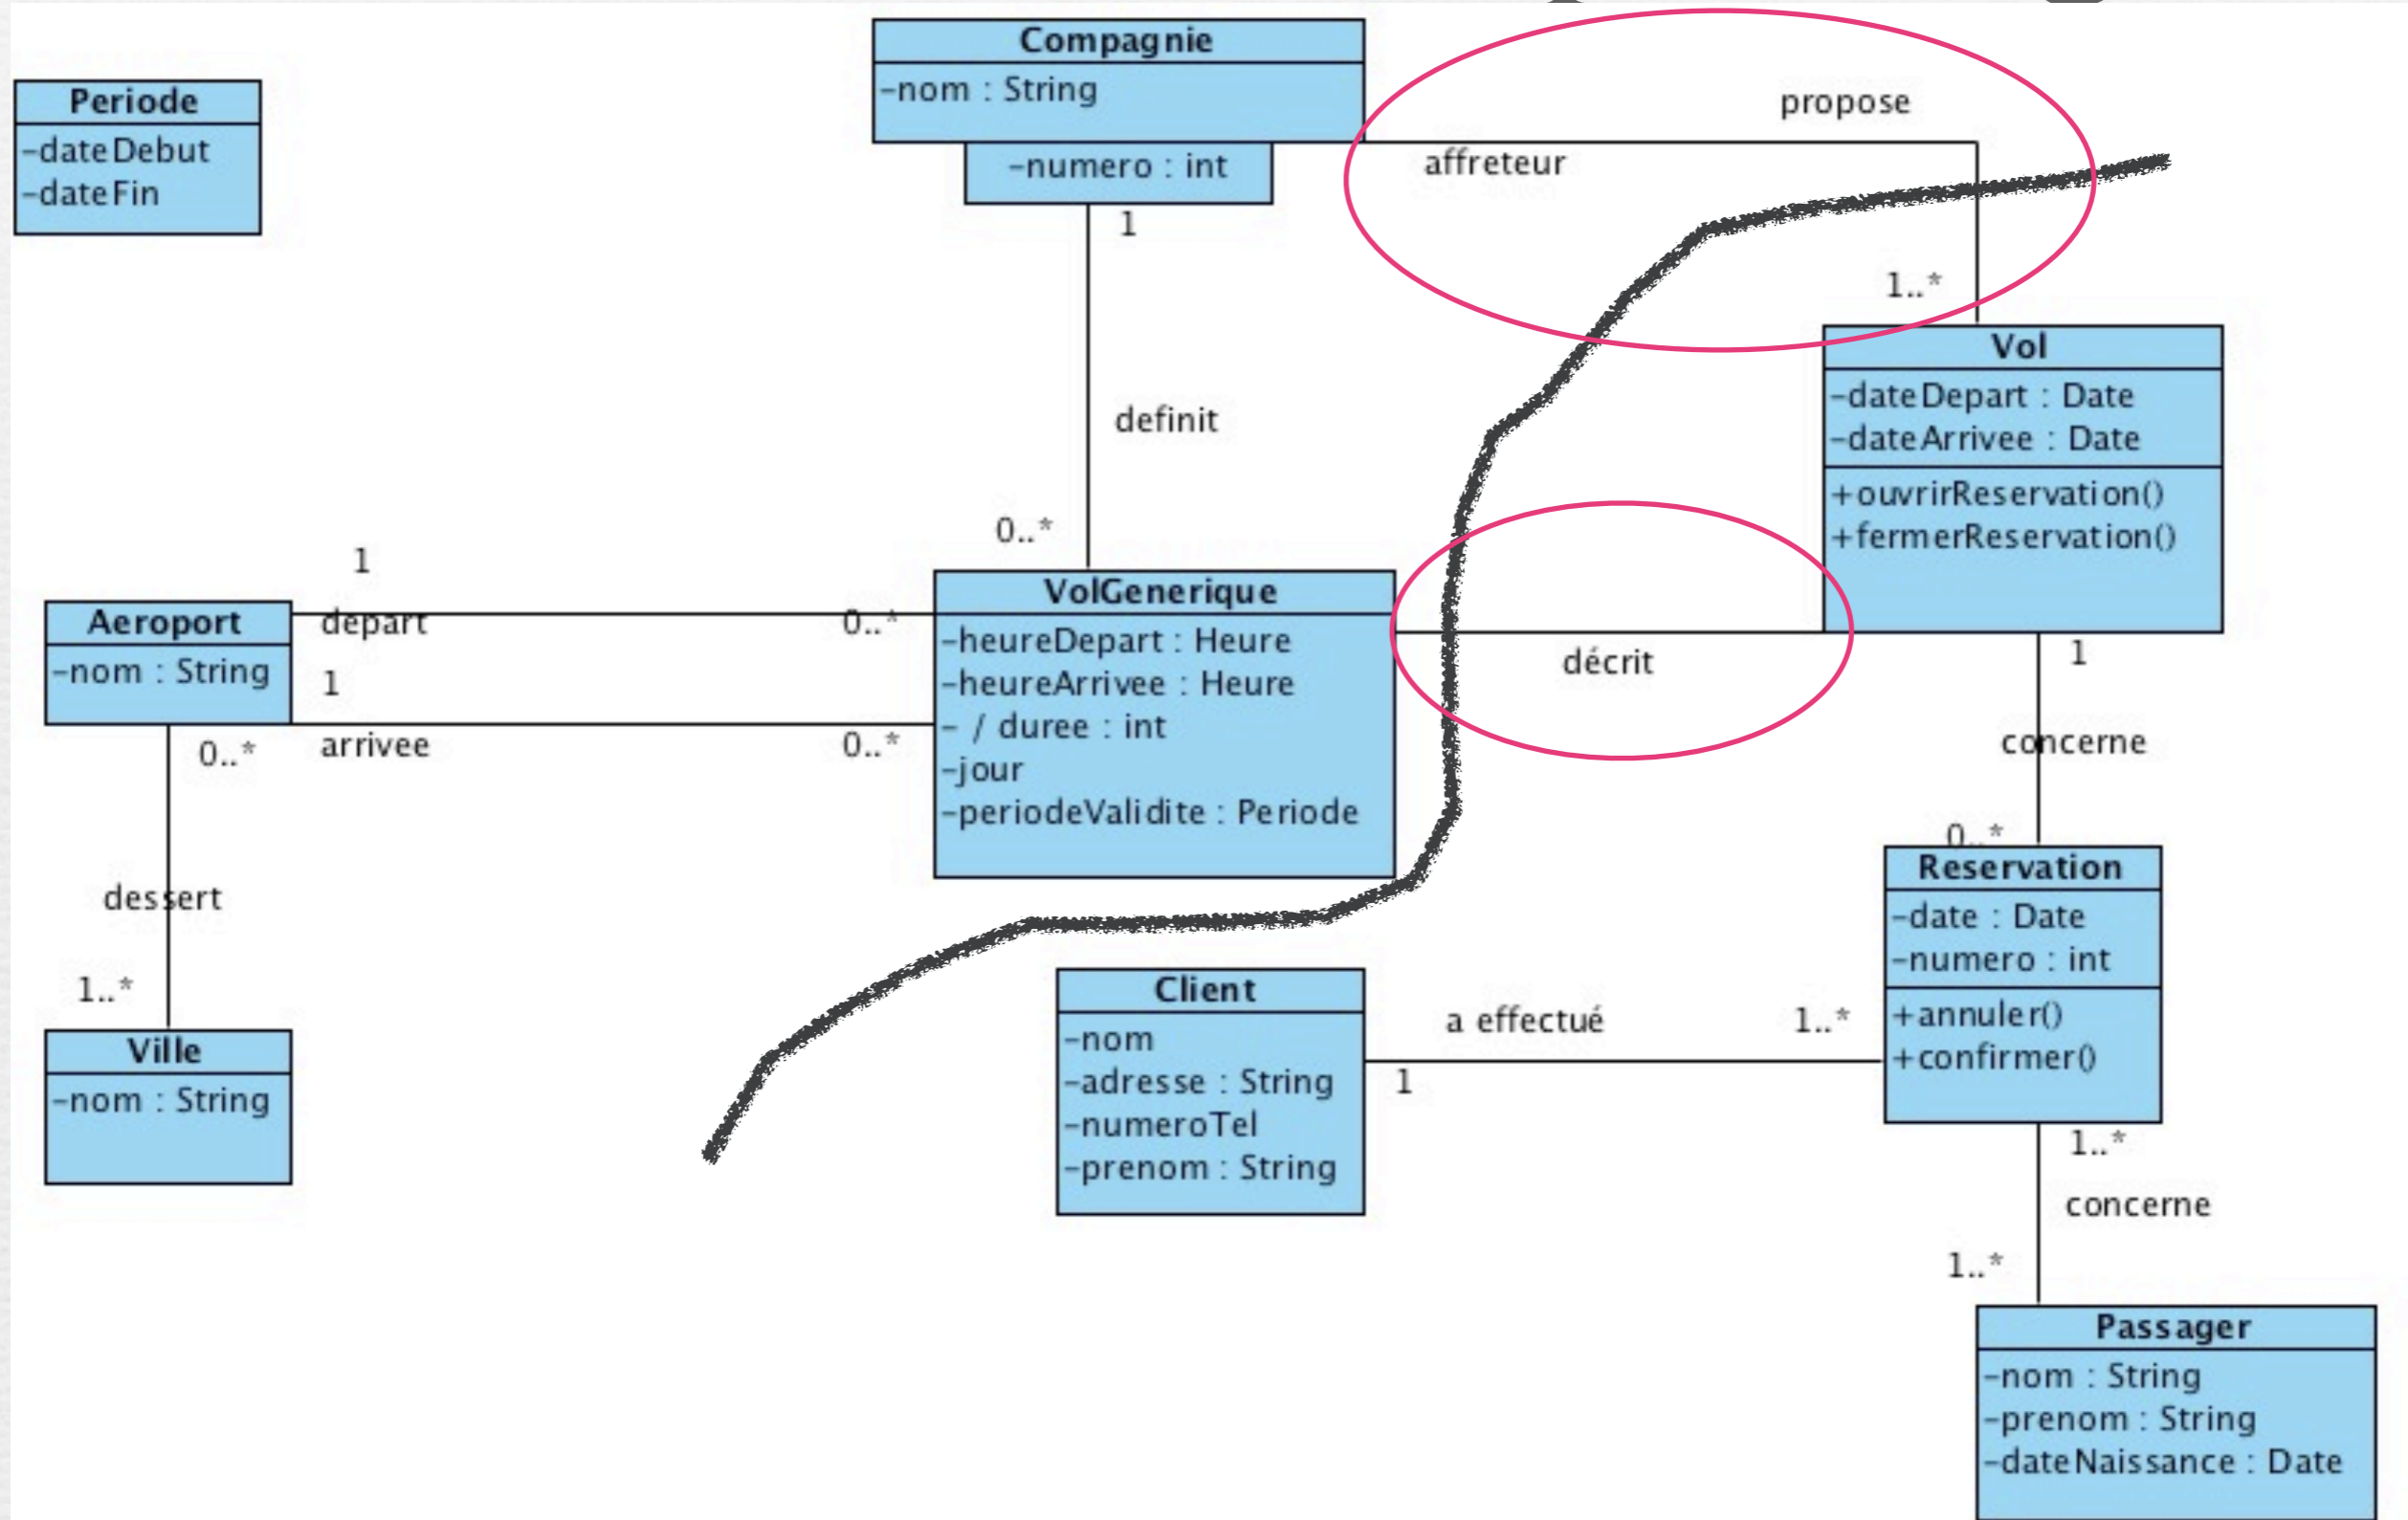 Compagnie
-nom : String
-numero : int
Periode
-dateDebut
-dateFin
propose
affreteur
1
1..*
definit
0..*
Vol
-dateDepart : Date
-dateArrivee : Date
+ouvrirReservation()
+fermerReservation()
1
depart
0..*
Aeroport
-nom : String
1
arrivee
0..*
VolGenerique
-heureDepart : Heure
-heureArrivee : Heure
- / duree : int
-jour
-periodeValidite : Periode
décrit
1
concerne
0..*
0..*
dessert
1..*
Ville
-nom : String
Client
-nom
-adresse : String
-numeroTel
-prenom : String
a effectué
1..*
1
Reservation
-date : Date
-numero : int
+annuler()
+confirmer()
1..*
concerne
1..*
Passager
-nom : String
-prenom : String
-dateNaissance : Date